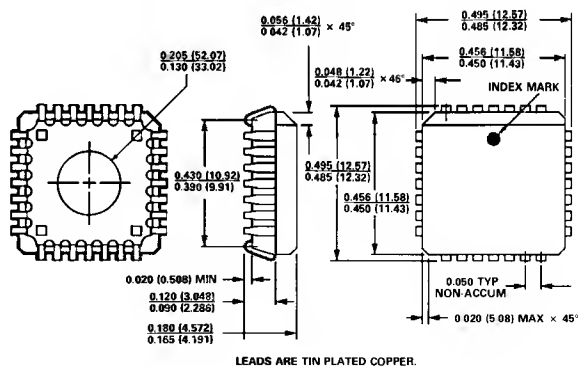 0.056 (1.42)
0.042 (1.07) × 45°
0.495 (12.57)
0.485 (12.32)
0.205 (52.07)
0.130 (33.02)
0.456 (11.58)
0.450 (11.43)
0.048 (1.22)
0.042 (1.07) × 46°
INDEX MARK
0.430 (10.92)
0.390 (9.91)
0.495 (12.57)
0.485 (12.32)
0.456 (11.58)
0.450 (11.43)
0.020 (0.508) MIN
0.050 TYP
NON-ACCUM
0.120 (3.048)
0.090 (2.286)
0.180 (4.572)
0.165 (4.191)
0.020 (5 08) MAX × 45°
LEADS ARE TIN PLATED COPPER.